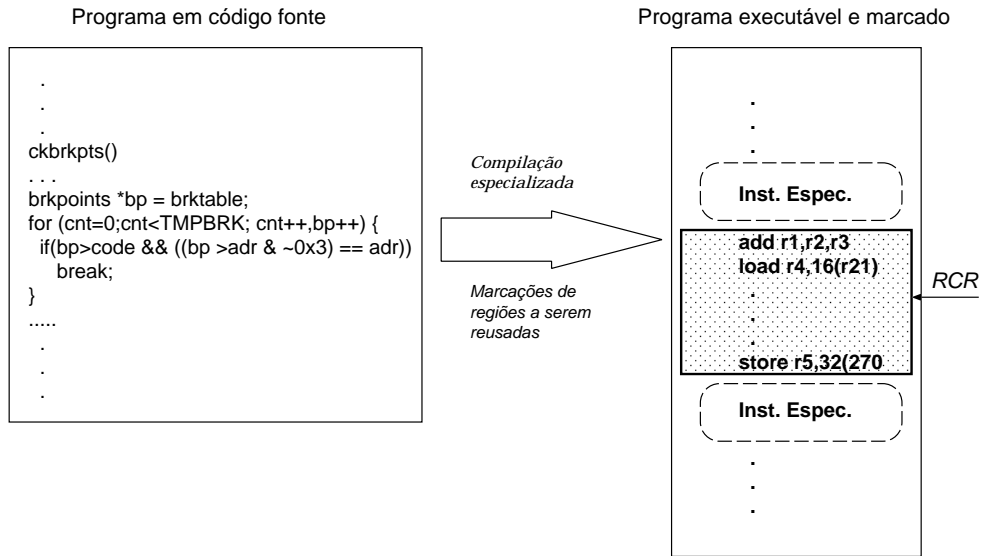 Programa em código fonte
.
.
.
ckbrkpts()
. . .
brkpoints *bp = brktable;
for (cnt=0;cnt<TMPBRK; cnt++,bp++) {
if(bp>code && ((bp >adr & ~0x3) == adr))
break;
}
.....
.
.
.
Compilação
especializada
Marcações de
regiões a serem
reusadas
Programa executável e marcado
.
.
.
Inst. Espec.
add r1,r2,r3
load r4,16(r21)
.
.
.
store r5,32(270
Inst. Espec.
.
.
.
RCR